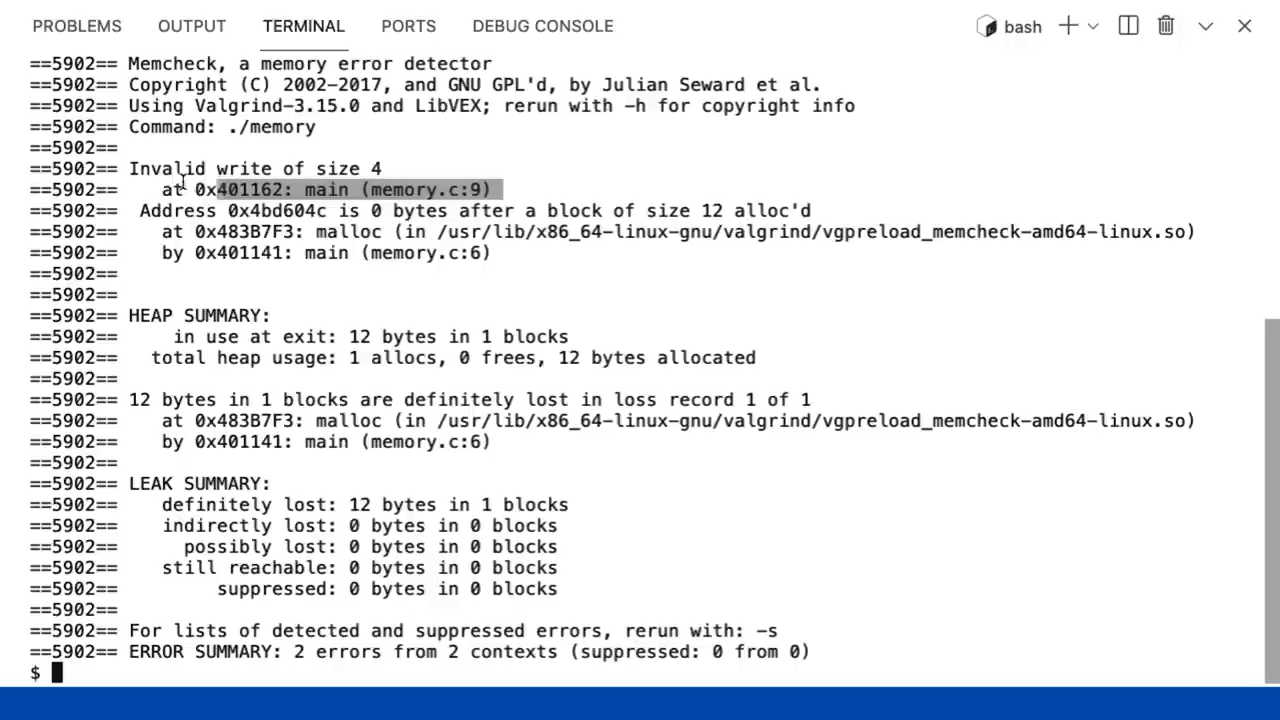 PROBLEMS OUTPUT TERMINAL PORTS DEBUG CONSOLE bash
==5902== Memcheck, a memory error detector
==5902== Copyright (C) 2002-2017, and GNU GPL'd, by Julian Seward et al.
==5902== Using Valgrind-3.15.0 and LibVEX; rerun with -h for copyright info
==5902== Command: ./memory
==5902==
==5902== Invalid write of size 4
==5902==    at 0x401162: main (memory.c:9)
==5902==  Address 0x4bd604c is 0 bytes after a block of size 12 alloc'd
==5902==    at 0x483B7F3: malloc (in /usr/lib/x86_64-linux-gnu/valgrind/vgpreload_memcheck-amd64-linux.so)
==5902==    by 0x401141: main (memory.c:6)
==5902==
==5902==
==5902== HEAP SUMMARY:
==5902==     in use at exit: 12 bytes in 1 blocks
==5902==   total heap usage: 1 allocs, 0 frees, 12 bytes allocated
==5902==
==5902== 12 bytes in 1 blocks are definitely lost in loss record 1 of 1
==5902==    at 0x483B7F3: malloc (in /usr/lib/x86_64-linux-gnu/valgrind/vgpreload_memcheck-amd64-linux.so)
==5902==    by 0x401141: main (memory.c:6)
==5902==
==5902== LEAK SUMMARY:
==5902==    definitely lost: 12 bytes in 1 blocks
==5902==    indirectly lost: 0 bytes in 0 blocks
==5902==      possibly lost: 0 bytes in 0 blocks
==5902==    still reachable: 0 bytes in 0 blocks
==5902==         suppressed: 0 bytes in 0 blocks
==5902==
==5902== For lists of detected and suppressed errors, rerun with: -s
==5902== ERROR SUMMARY: 2 errors from 2 contexts (suppressed: 0 from 0)
$